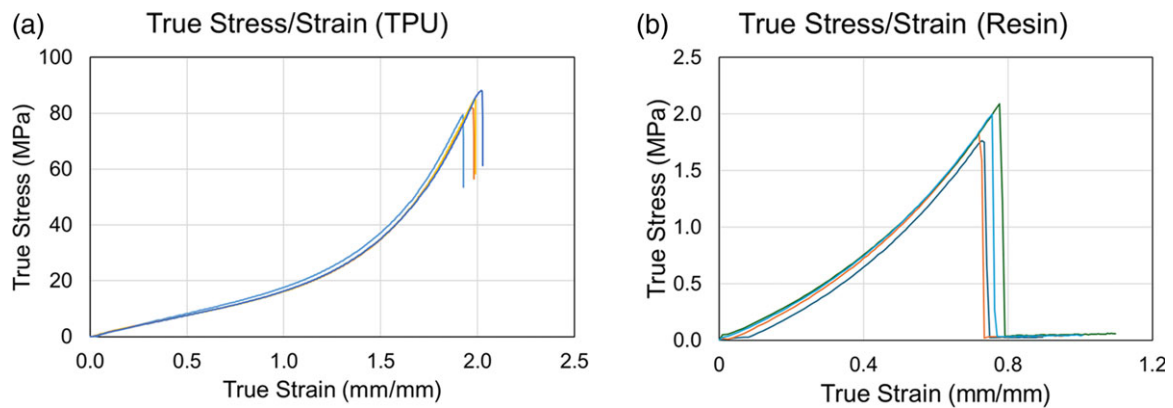 (a) True Stress/Strain (TPU)
True Stress (MPa)
100
80
60
40
20
0
0.0 0.5 1.0 1.5 2.0 2.5
True Strain (mm/mm)
(b) True Stress/Strain (Resin)
True Stress (MPa)
2.5
2.0
1.5
1.0
0.5
0.0
0 0.4 0.8 1.2
True Strain (mm/mm)